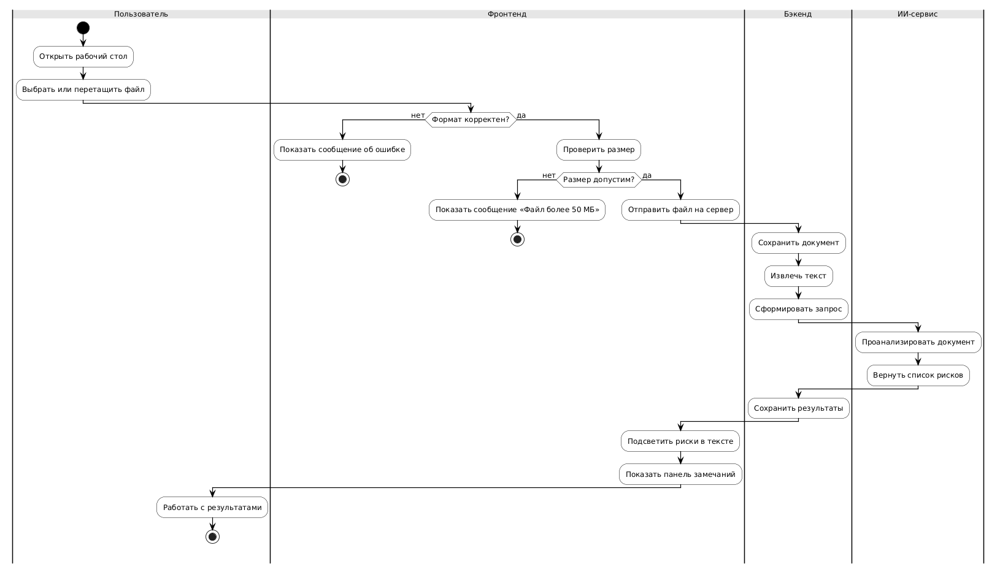 Пользователь
Фронтенд
Бэкенд
ИИ-сервис
Открыть рабочий стол
Выбрать или перетащить файл
нет
Формат корректен?
да
Показать сообщение об ошибке
Проверить размер
нет
Размер допустим?
да
Показать сообщение «Файл более 50 МБ»
Отправить файл на сервер
Сохранить документ
Извлечь текст
Сформировать запрос
Проанализировать документ
Вернуть список рисков
Сохранить результаты
Подсветить риски в тексте
Показать панель замечаний
Работать с результатами